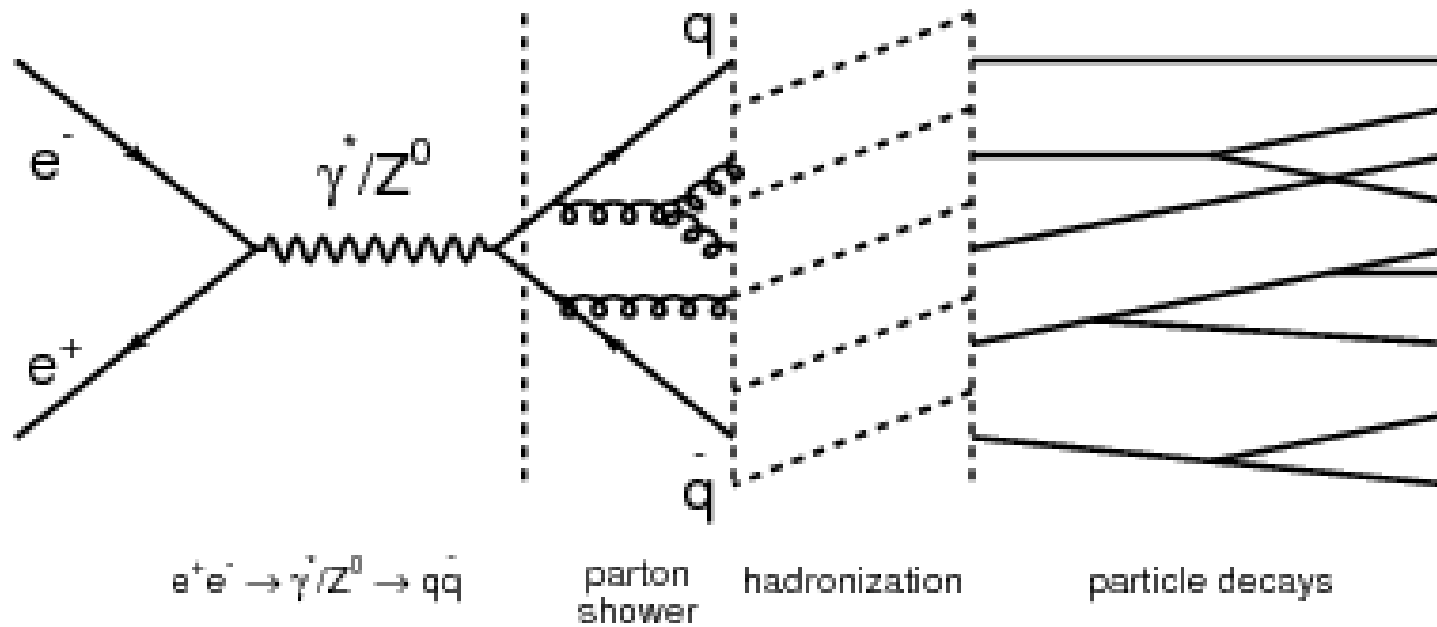 q
e⁻
γ*/Z⁰
e⁺
q̄
e⁺e⁻ → γ*/Z⁰ → qq̄
parton
shower
hadronization
particle decays